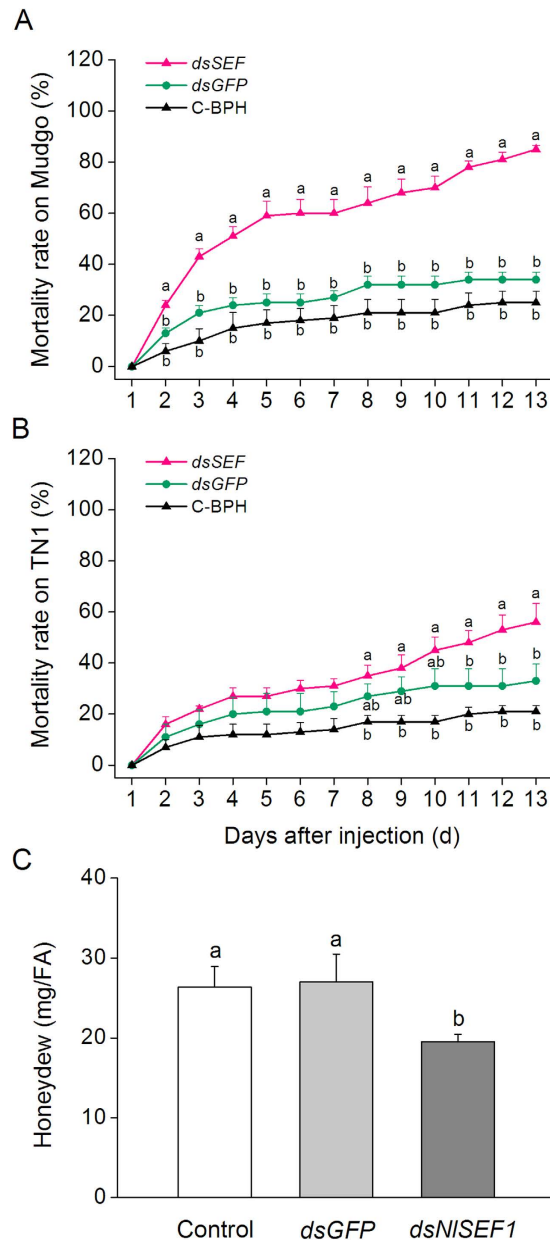 A
Mortality rate on Mudgo (%)
120
100
80
60
40
20
0
dsSEF
dsGFP
C-BPH
a a a a a a a a a a a a
b b b b b b b b b b b b
b b b b b b b b b b b b
1 2 3 4 5 6 7 8 9 10 11 12 13
B
Mortality rate on TN1 (%)
120
100
80
60
40
20
0
dsSEF
dsGFP
C-BPH
a a a a a a
ab ab ab b b b
b b b b b b
1 2 3 4 5 6 7 8 9 10 11 12 13
Days after injection (d)
C
Honeydew (mg/FA)
40
30
20
10
0
a a b
Control dsGFP dsNlSEF1